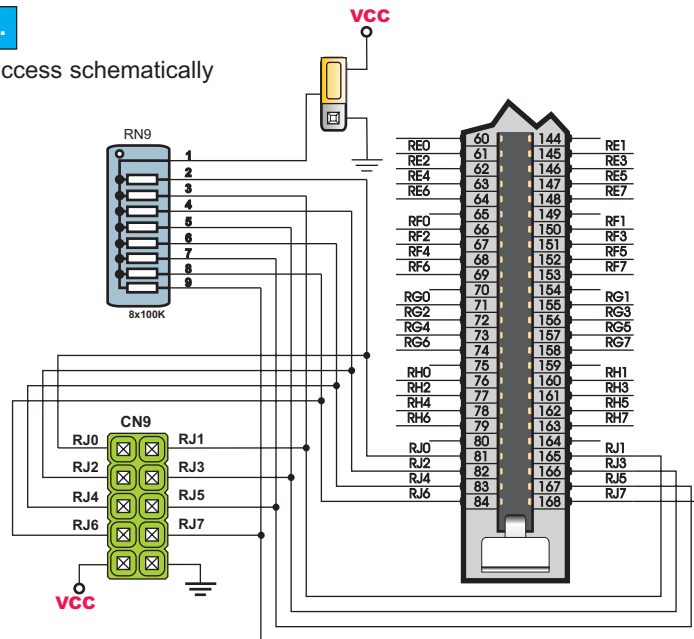 .
ccess schematically
VCC
RN9
1
2
3
4
5
6
7
8
9
8x100K
60 144
RE0 61 145 RE1
RE2 62 146 RE3
RE4 63 147 RE5
RE6 64 148 RE7
65 149
RF0 66 150 RF1
RF2 67 151 RF3
RF4 68 152 RF5
RF6 69 153 RF7
70 154
RG0 71 155 RG1
RG2 72 156 RG3
RG4 73 157 RG5
RG6 74 158 RG7
75 159
RH0 76 160 RH1
RH2 77 161 RH3
RH4 78 162 RH5
RH6 79 163 RH7
80 164
RJ0 81 165 RJ1
RJ2 82 166 RJ3
RJ4 83 167 RJ5
RJ6 84 168 RJ7
CN9
RJ0 RJ1
RJ2 RJ3
RJ4 RJ5
RJ6 RJ7
VCC